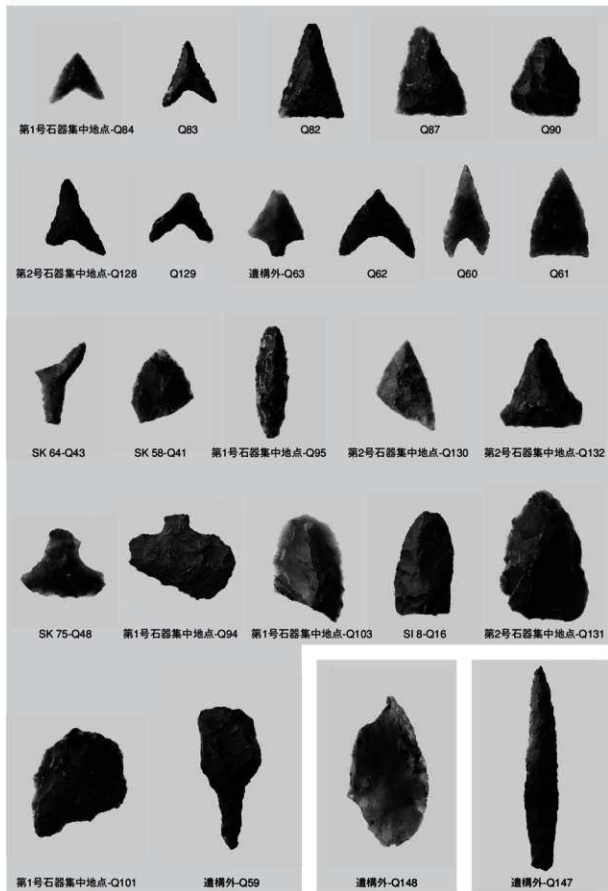 第1号石器集中地点-Q84 Q83 Q82 Q87 Q90
第2号石器集中地点-Q128 Q129 遺構外-Q63 Q62 Q60 Q61
SK 64-Q43 SK 58-Q41 第1号石器集中地点-Q95 第2号石器集中地点-Q130 第2号石器集中地点-Q132
SK 75-Q48 第1号石器集中地点-Q94 第1号石器集中地点-Q103 SI 8-Q16 第2号石器集中地点-Q131
第1号石器集中地点-Q101 遺構外-Q59 遺構外-Q148 遺構外-Q147